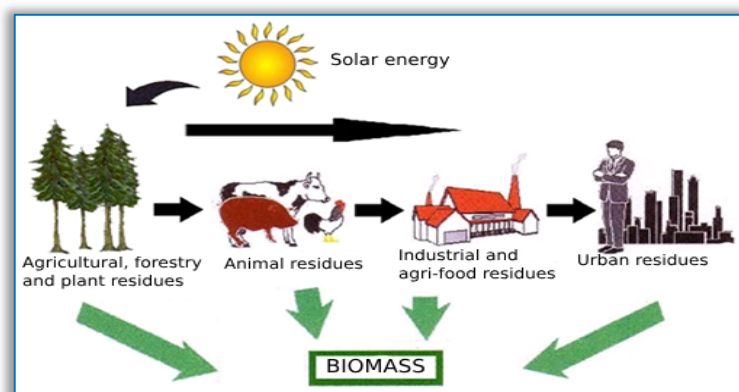 Solar energy
Agricultural, forestry
and plant residues
Animal residues
Industrial and
agri-food residues
Urban residues
BIOMASS